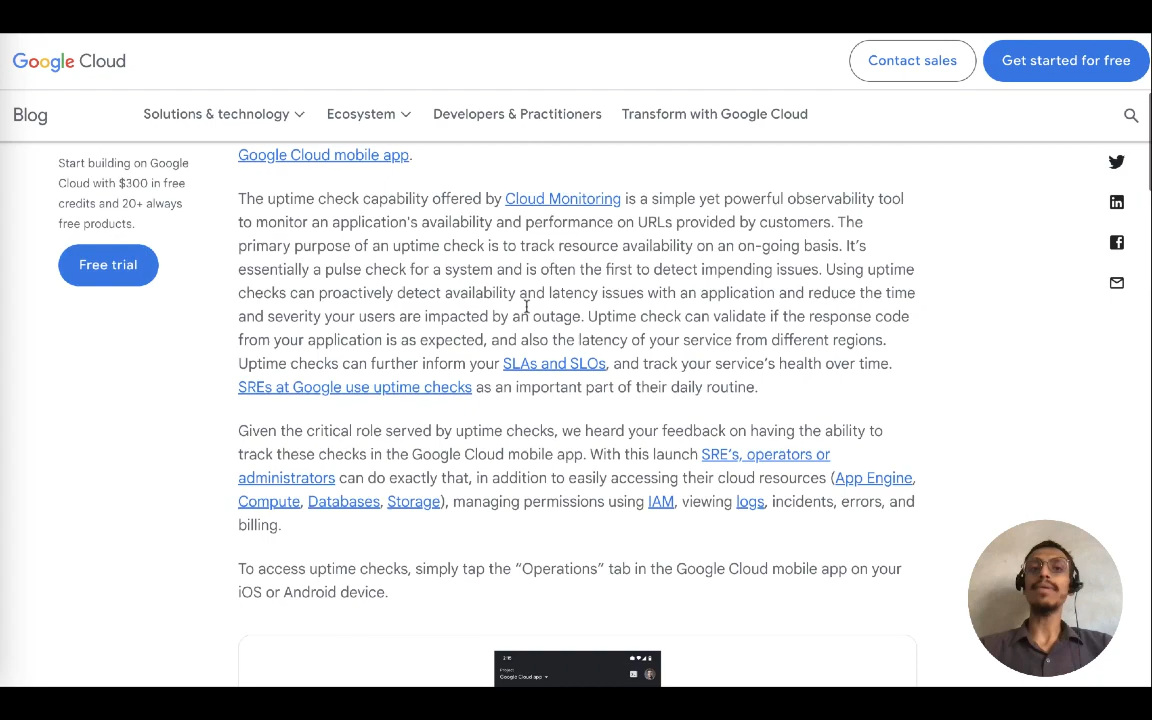 Google Cloud
Contact sales
Get started for free
Blog
Solutions & technology
Ecosystem
Developers & Practitioners
Transform with Google Cloud
Start building on Google
Cloud with $300 in free
credits and 20+ always
free products.
Free trial
Google Cloud mobile app.
The uptime check capability offered by Cloud Monitoring is a simple yet powerful observability tool
to monitor an application's availability and performance on URLs provided by customers. The
primary purpose of an uptime check is to track resource availability on an on-going basis. It's
essentially a pulse check for a system and is often the first to detect impending issues. Using uptime
checks can proactively detect availability and latency issues with an application and reduce the time
and severity your users are impacted by an outage. Uptime check can validate if the response code
from your application is as expected, and also the latency of your service from different regions.
Uptime checks can further inform your SLAs and SLOs, and track your service's health over time.
SREs at Google use uptime checks as an important part of their daily routine.
Given the critical role served by uptime checks, we heard your feedback on having the ability to
track these checks in the Google Cloud mobile app. With this launch SRE's, operators or
administrators can do exactly that, in addition to easily accessing their cloud resources (App Engine,
Compute, Databases, Storage), managing permissions using IAM, viewing logs, incidents, errors, and
billing.
To access uptime checks, simply tap the “Operations” tab in the Google Cloud mobile app on your
iOS or Android device.
Project
Google Cloud app